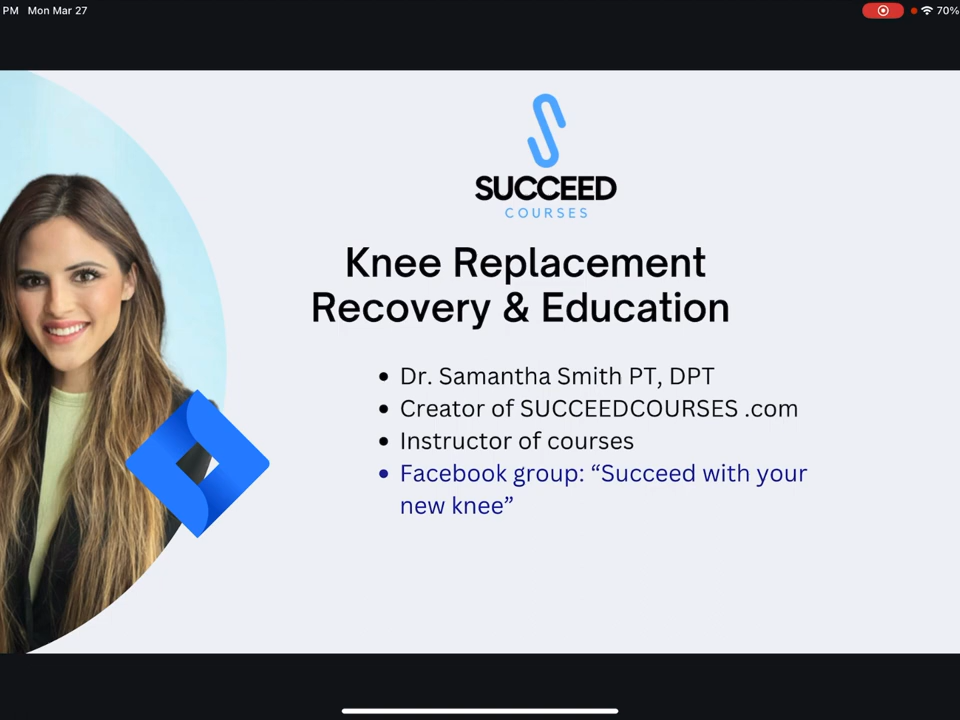 PM Mon Mar 27
70%
SUCCEED
COURSES
Knee Replacement
Recovery & Education
• Dr. Samantha Smith PT, DPT
• Creator of SUCCEEDCOURSES .com
• Instructor of courses
• Facebook group: “Succeed with your
new knee”